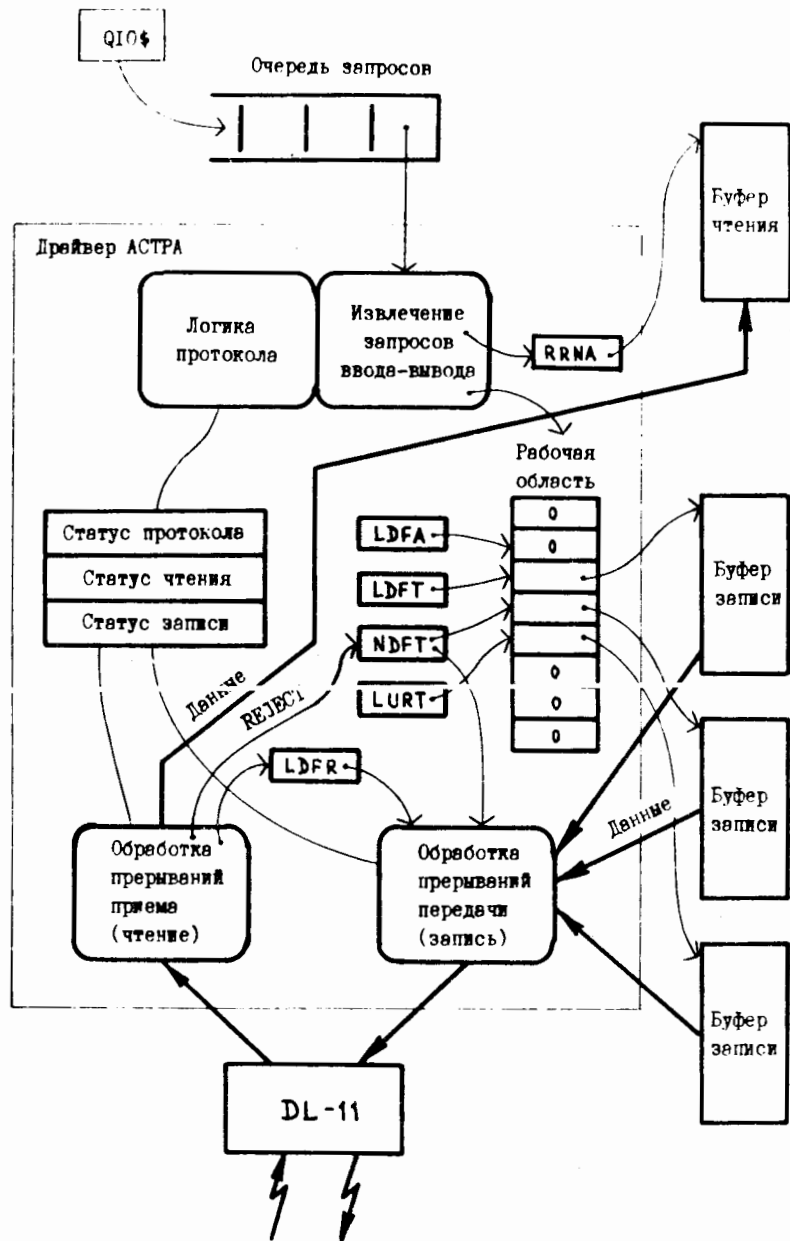 QIO$
Очередь запросов
Буфер
чтения
Драйвер АСТРА
Логика
протокола
Извлечение
запросов
ввода-вывода
RRNA
Рабочая
область
Статус протокола
Статус чтения
Статус записи
LDFA
LDFT
NDFT
LURT
0
0
0
0
0
Буфер
записи
Данные
REJECT
LDFR
Обработка
прерываний
приема
(чтение)
Обработка
прерываний
передачи
(запись)
Данные
Буфер
записи
Буфер
записи
DL-11